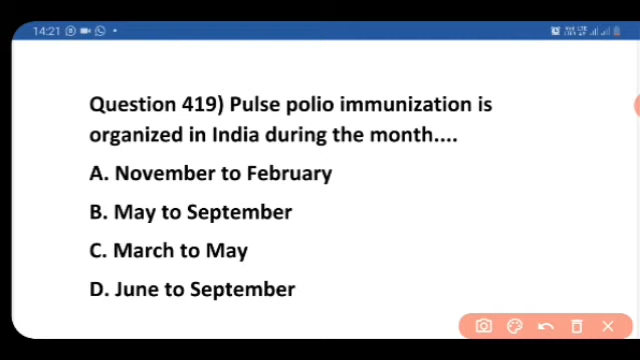 14:21
Question 419) Pulse polio immunization is
organized in India during the month....
A. November to February
B. May to September
C. March to May
D. June to September